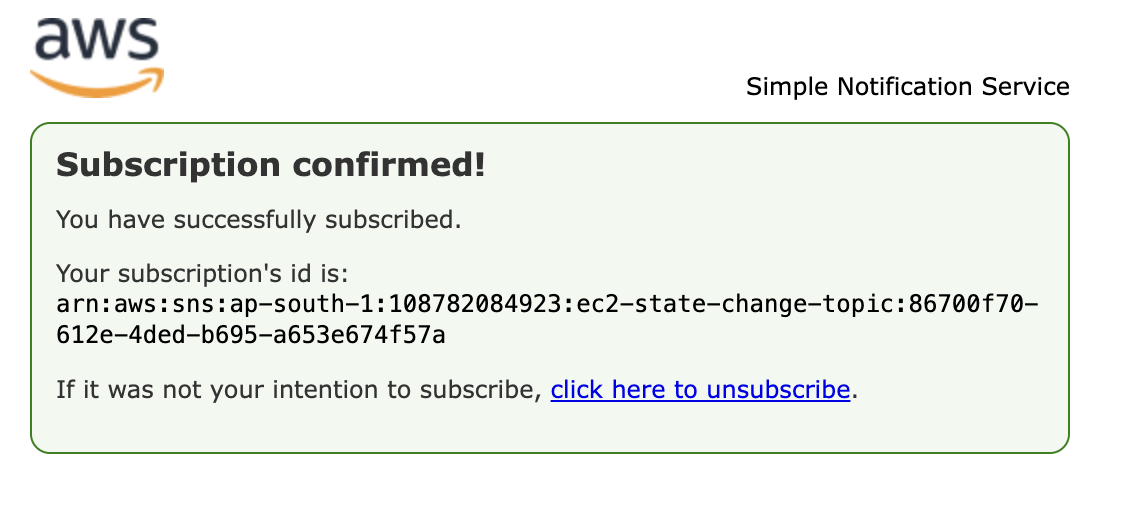 aws
Simple Notification Service
Subscription confirmed!
You have successfully subscribed.
Your subscription's id is:
arn:aws:sns:ap-south-1:108782084923:ec2-state-change-topic:86700f70-
612e-4ded-b695-a653e674f57a
If it was not your intention to subscribe, click here to unsubscribe.